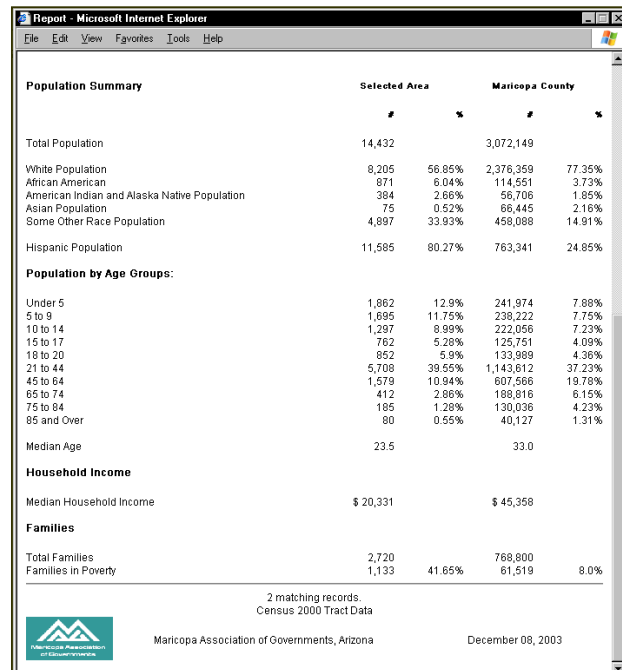 Report - Microsoft Internet Explorer
File Edit View Favorites Tools Help
Population Summary Selected Area Maricopa County
# % # %
Total Population 14,432 3,072,149
White Population 8,205 56.85% 2,376,359 77.35%
African American 871 6.04% 114,551 3.73%
American Indian and Alaska Native Population 384 2.66% 56,706 1.85%
Asian Population 75 0.52% 66,445 2.16%
Some Other Race Population 4,897 33.93% 458,088 14.91%
Hispanic Population 11,585 80.27% 763,341 24.85%
Population by Age Groups:
Under 5 1,862 12.9% 241,974 7.88%
5 to 9 1,695 11.75% 238,222 7.75%
10 to 14 1,297 8.99% 222,056 7.23%
15 to 17 762 5.28% 125,751 4.09%
18 to 20 852 5.9% 133,989 4.36%
21 to 44 5,708 39.55% 1,143,612 37.23%
45 to 64 1,579 10.94% 607,566 19.78%
65 to 74 412 2.86% 188,816 6.15%
75 to 84 185 1.28% 130,036 4.23%
85 and Over 80 0.55% 40,127 1.31%
Median Age 23.5 33.0
Household Income
Median Household Income $ 20,331 $ 45,358
Families
Total Families 2,720 768,800
Families in Poverty 1,133 41.65% 61,519 8.0%
2 matching records.
Census 2000 Tract Data
Maricopa Association of Governments
Maricopa Association of Governments, Arizona December 08, 2003